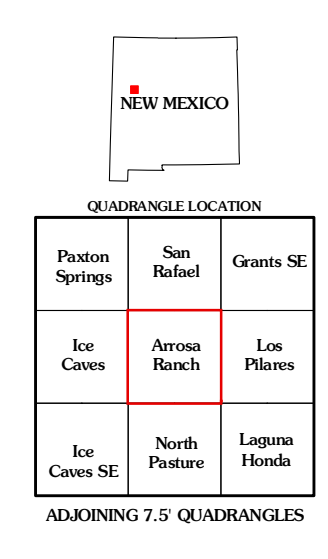 NEW MEXICO
QUADRANGLE LOCATION
Paxton
Springs
San
Rafael
Grants SE
Ice
Caves
Arrosa
Ranch
Los
Pilares
Ice
Caves SE
North
Pasture
Laguna
Honda
ADJOINING 7.5' QUADRANGLES